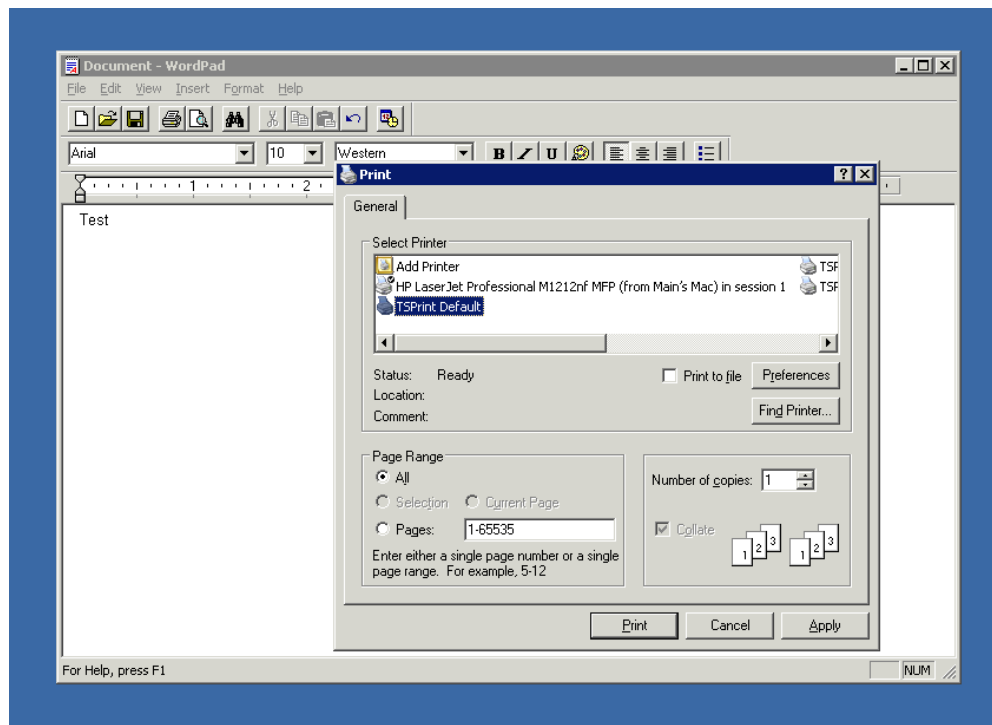 Document - WordPad
File Edit View Insert Format Help
Arial 10 Western B I U
1 2
Print
General
Test
Select Printer
Add Printer TSP
HP LaserJet Professional M1212nf MFP (from Main's Mac) in session 1 TSP
TSPrint Default
Status: Ready Print to file Preferences
Location:
Comment: Find Printer...
Page Range
All Number of copies: 1
Selection Current Page
Pages: 1-65535 Collate
1 2 3 1 2 3
Enter either a single page number or a single
page range. For example, 5-12
Print Cancel Apply
For Help, press F1 NUM